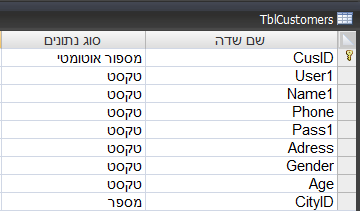 TblCustomers
שם שדה סוג נתונים
CusID מספור אוטומטי
User1 טקסט
Name1 טקסט
Phone טקסט
Pass1 טקסט
Adress טקסט
Gender טקסט
Age טקסט
CityID מספר